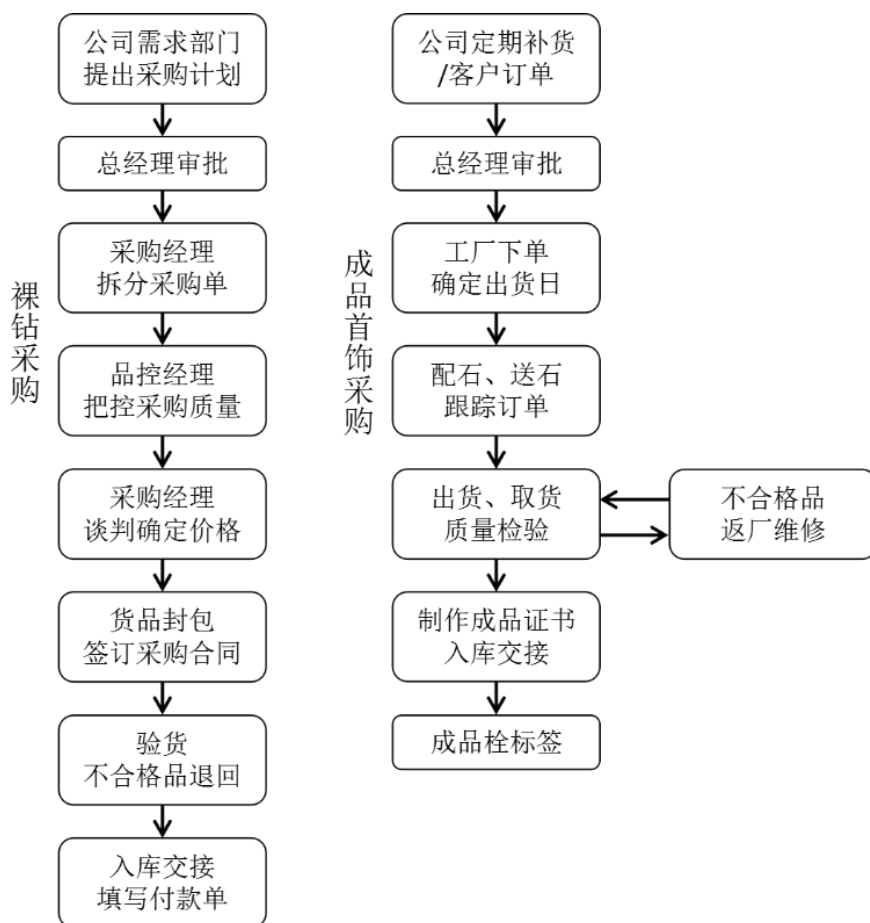 裸钻采购
公司需求部门
提出采购计划
总经理审批
采购经理
拆分采购单
品控经理
把控采购质量
采购经理
谈判确定价格
货品封包
签订采购合同
验货
不合格品退回
入库交接
填写付款单
成品首饰采购
公司定期补货
/客户订单
总经理审批
工厂下单
确定出货日
配石、送石
跟踪订单
出货、取货
质量检验
不合格品
返厂维修
制作成品证书
入库交接
成品栓标签